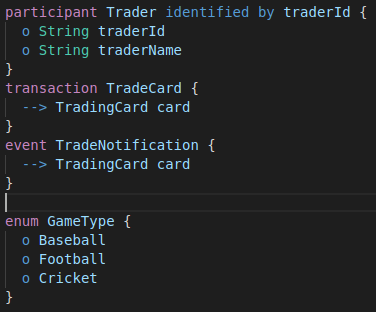 participant Trader identified by traderId {
  o String traderId
  o String traderName
}
transaction TradeCard {
  --> TradingCard card
}
event TradeNotification {
  --> TradingCard card
}

enum GameType {
  o Baseball
  o Football
  o Cricket
}